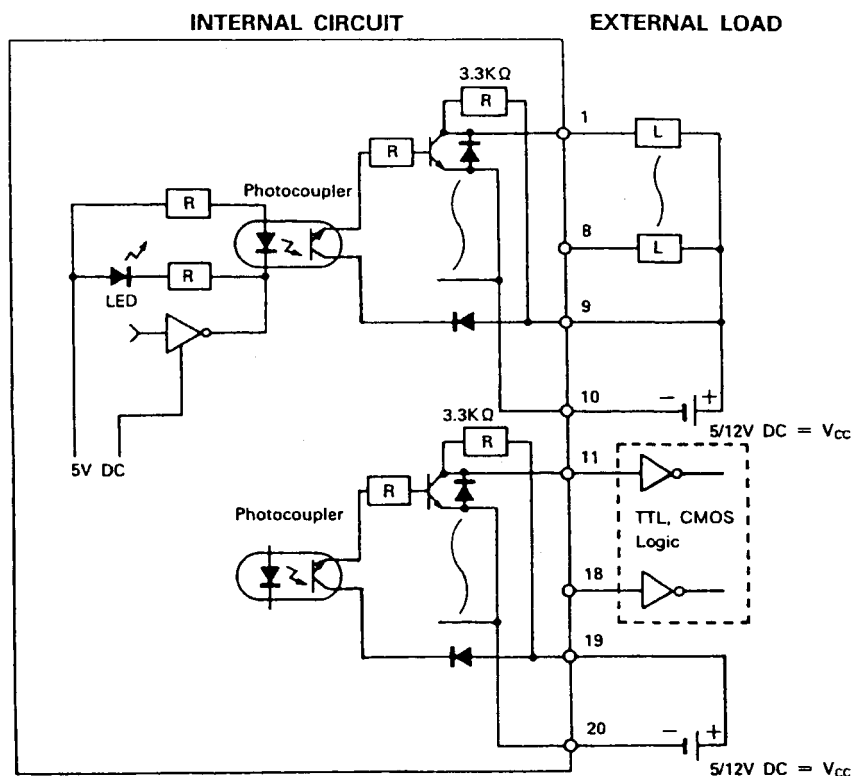 INTERNAL CIRCUIT
EXTERNAL LOAD
3.3KΩ
R
1
L
R
Photocoupler
R
8
L
R
LED
9
10
- +
5/12V DC = VCC
3.3KΩ
R
11
5V DC
R
Photocoupler
TTL, CMOS
Logic
18
19
20
- +
5/12V DC = VCC